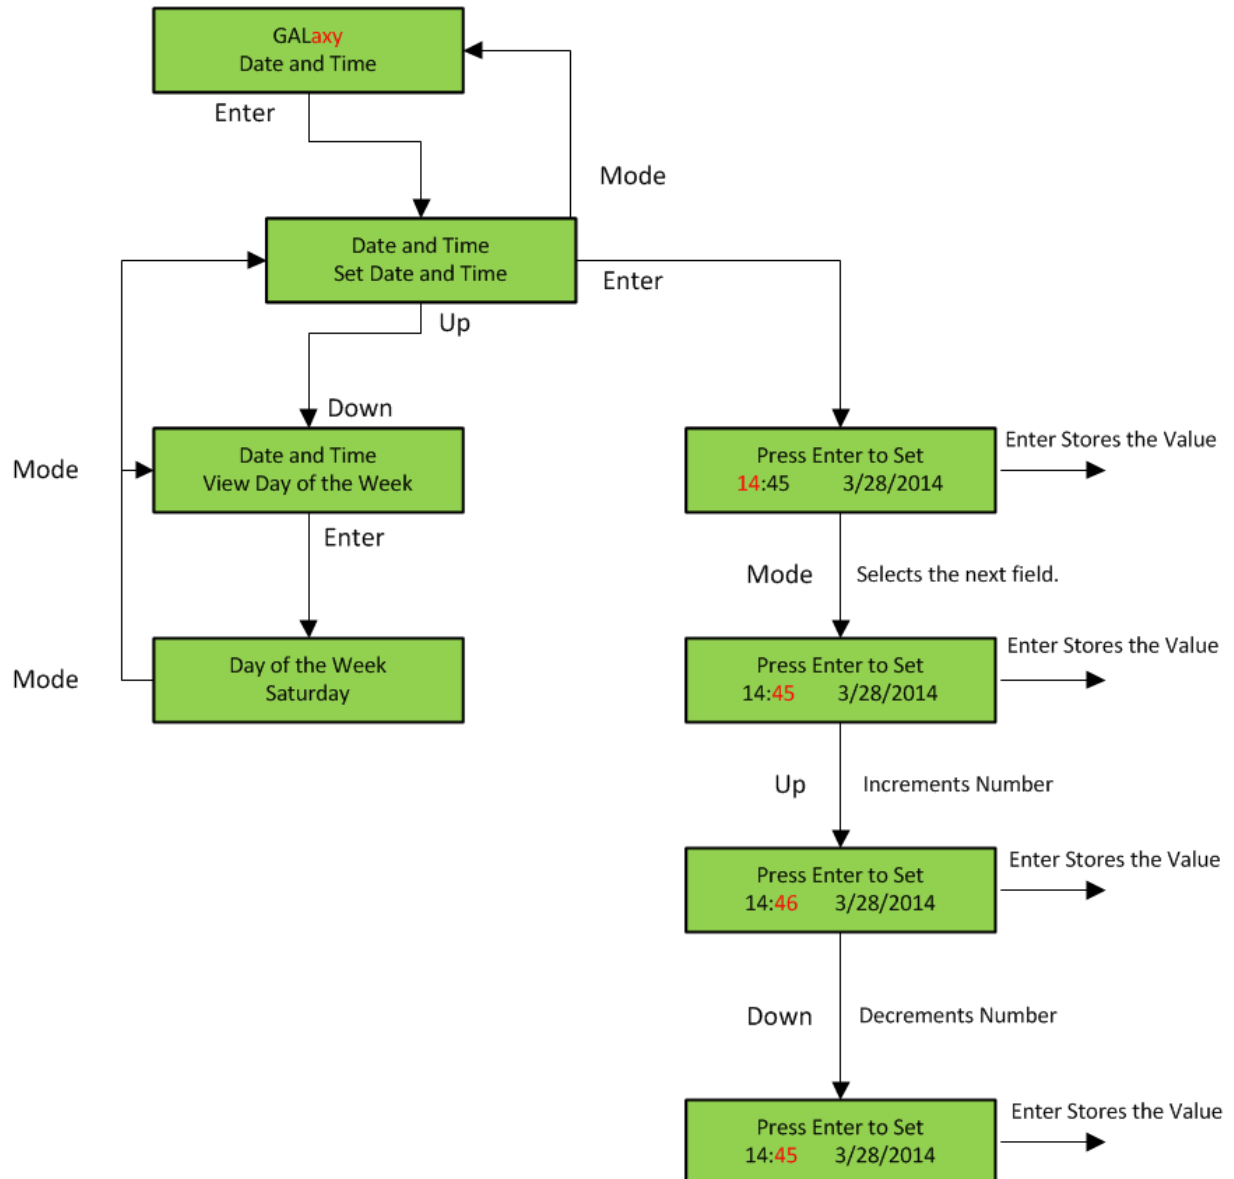 GALaxy
Date and Time
Enter
Mode
Date and Time
Set Date and Time
Enter
Up
Down
Date and Time
View Day of the Week
Mode
Enter
Day of the Week
Saturday
Mode
Press Enter to Set
14:45 3/28/2014
Enter Stores the Value
Mode
Selects the next field.
Press Enter to Set
14:45 3/28/2014
Enter Stores the Value
Up
Increments Number
Press Enter to Set
14:46 3/28/2014
Enter Stores the Value
Down
Decrements Number
Press Enter to Set
14:45 3/28/2014
Enter Stores the Value